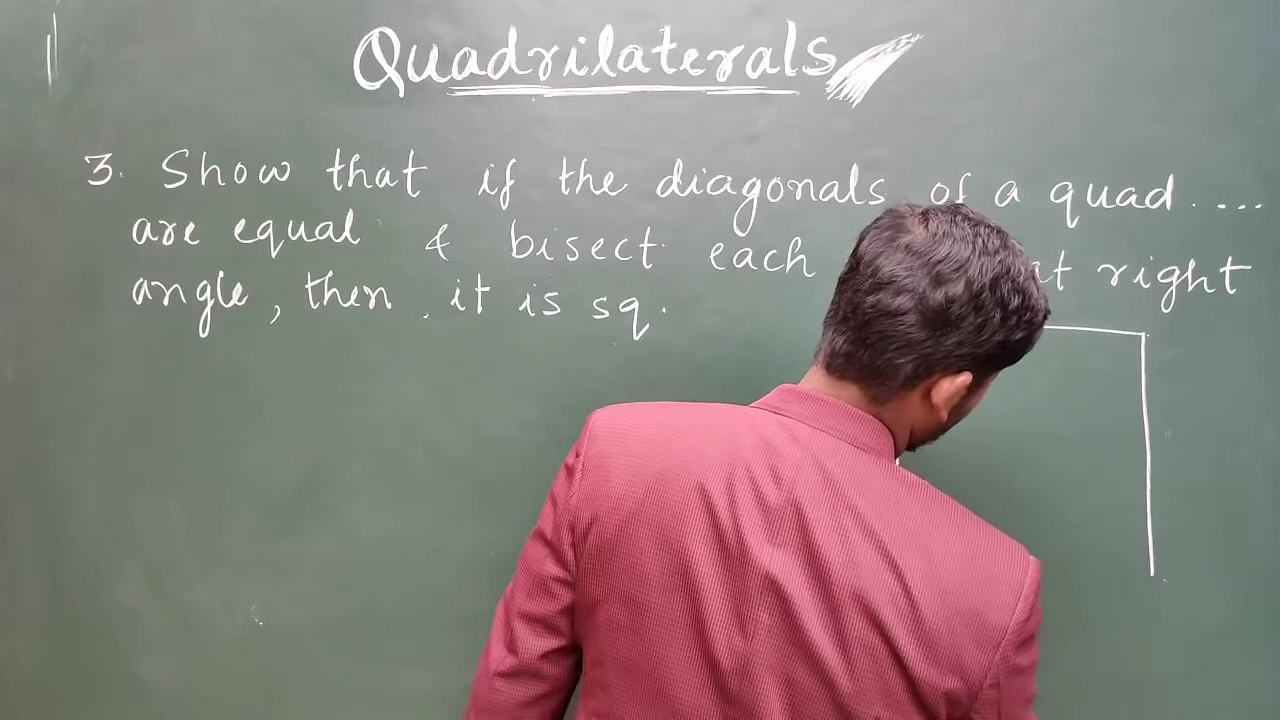 Quadrilaterals
3. Show that if the diagonals of a quad. ...
are equal & bisect each at right
angle, then it is sq.